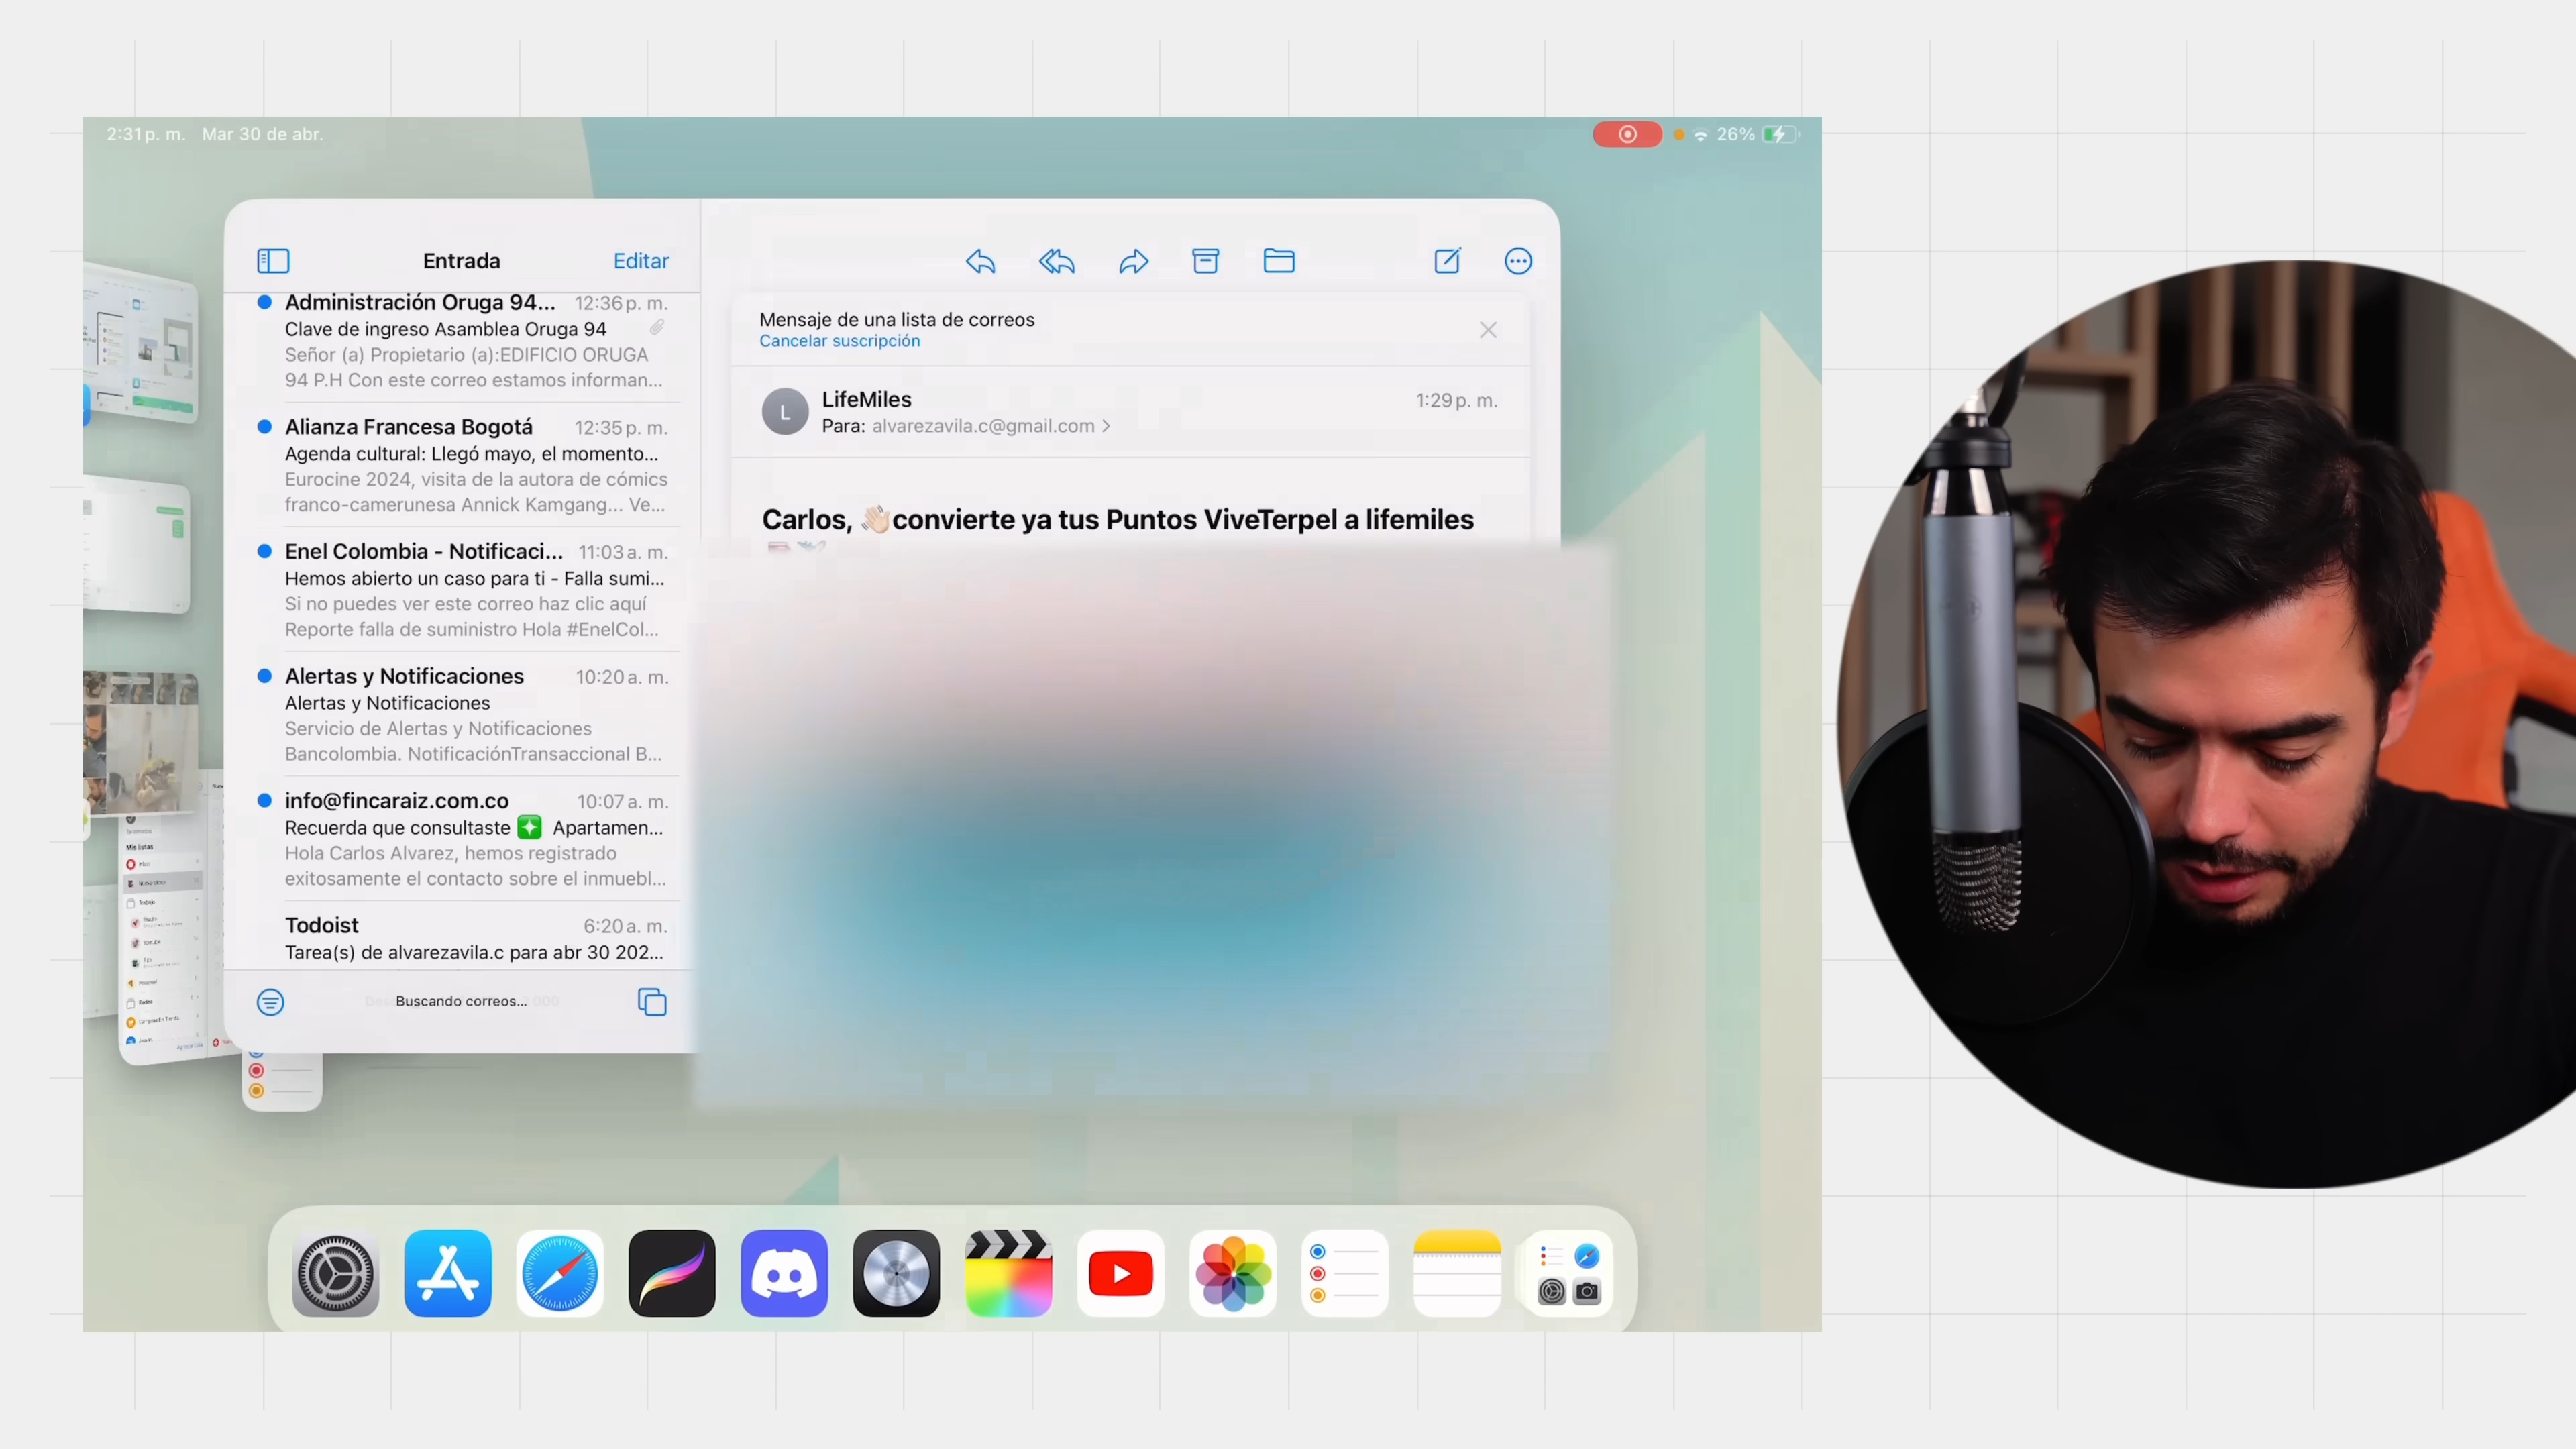 2:31 p. m. Mar 30 de abr.
26%
Entrada
Editar
Administración Oruga 94... 12:36 p. m.
Clave de ingreso Asamblea Oruga 94
Señor (a) Propietario (a):EDIFICIO ORUGA
94 P.H Con este correo estamos informan...
Alianza Francesa Bogotá 12:35 p. m.
Agenda cultural: Llegó mayo, el momento...
Eurocine 2024, visita de la autora de cómics
franco-camerunesa Annick Kamgang... Ve...
Enel Colombia - Notificaci... 11:03 a. m.
Hemos abierto un caso para ti - Falla sumi...
Si no puedes ver este correo haz clic aquí
Reporte falla de suministro Hola #EnelCol...
Alertas y Notificaciones 10:20 a. m.
Alertas y Notificaciones
Servicio de Alertas y Notificaciones
Bancolombia. NotificaciónTransaccional B...
info@fincaraiz.com.co 10:07 a. m.
Recuerda que consultaste Apartamen...
Hola Carlos Alvarez, hemos registrado
exitosamente el contacto sobre el inmuebl...
Todoist 6:20 a. m.
Tarea(s) de alvarezavila.c para abr 30 202...
Buscando correos...
Mensaje de una lista de correos
Cancelar suscripción
L
LifeMiles 1:29 p. m.
Para: alvarezavila.c@gmail.com >
Carlos, 👋🏻convierte ya tus Puntos ViveTerpel a lifemiles
Mis listas